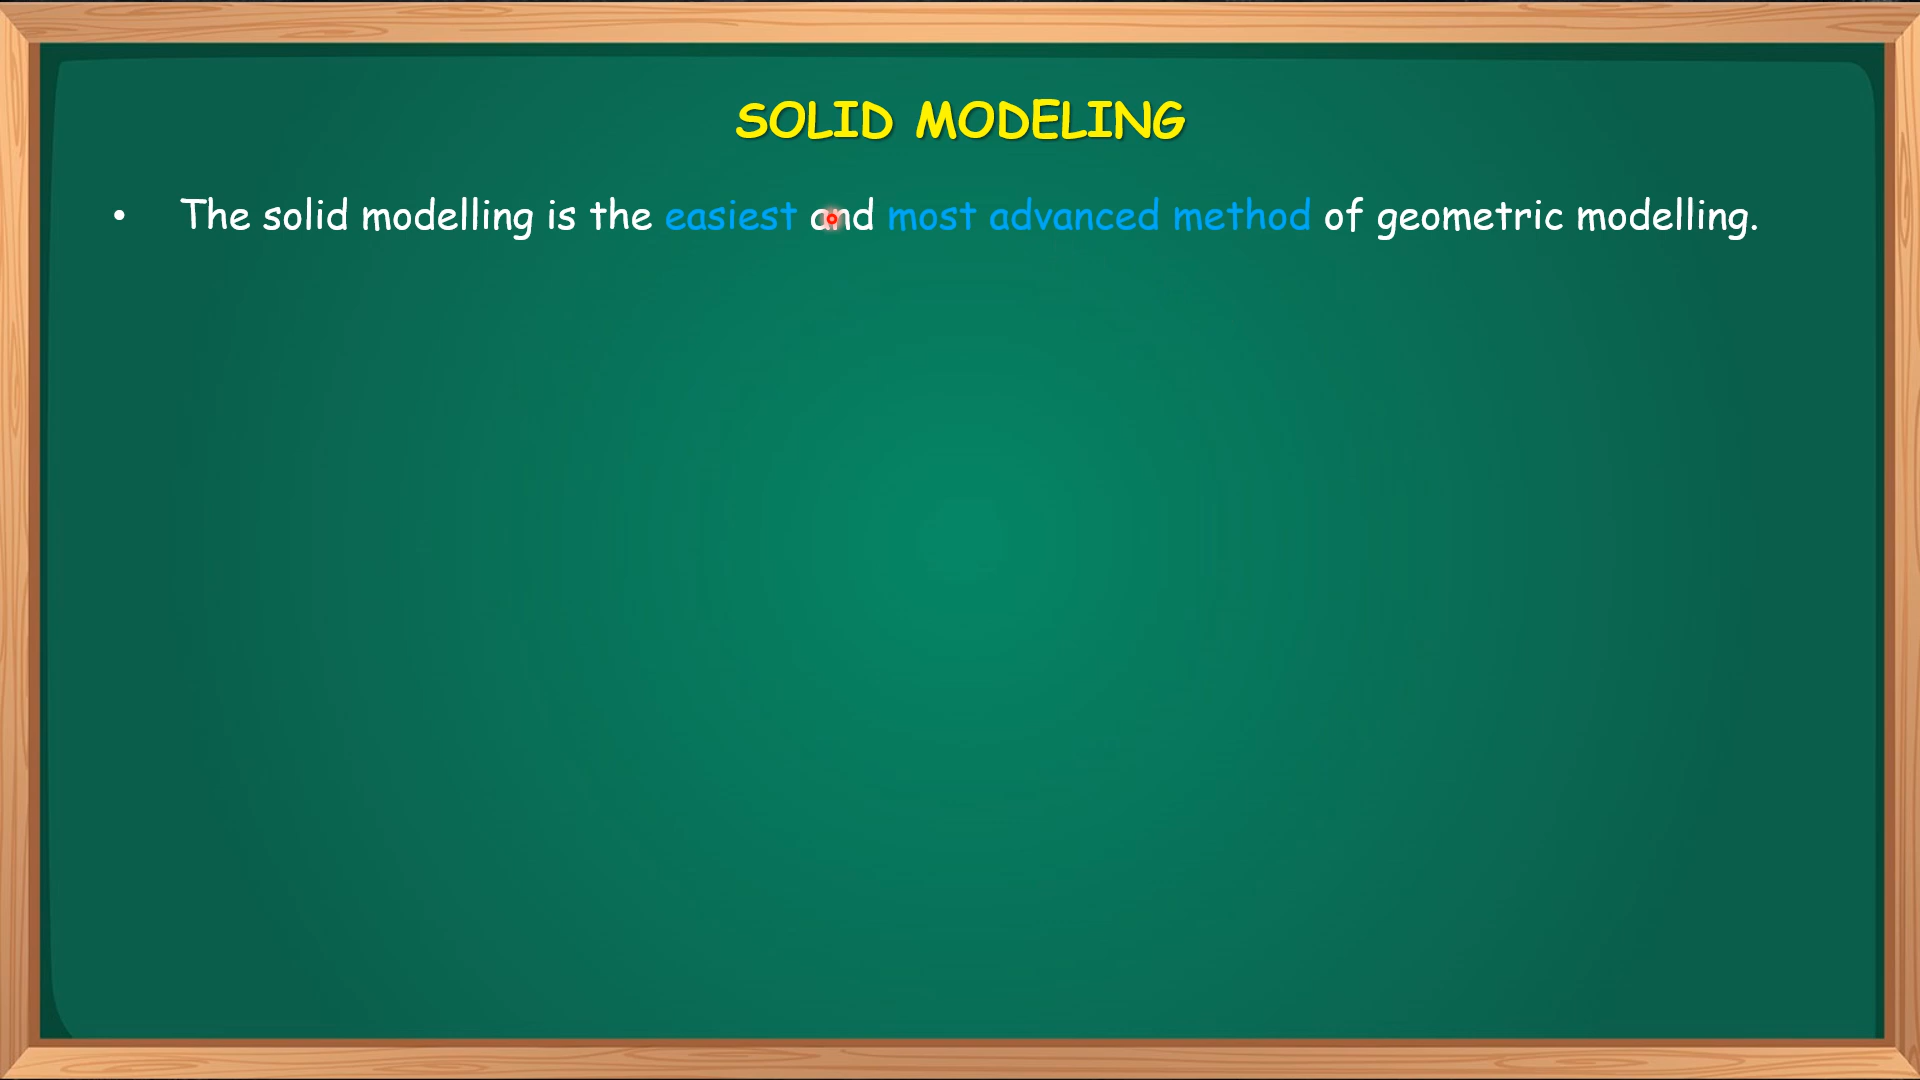 SOLID MODELING
• The solid modelling is the easiest and most advanced method of geometric modelling.